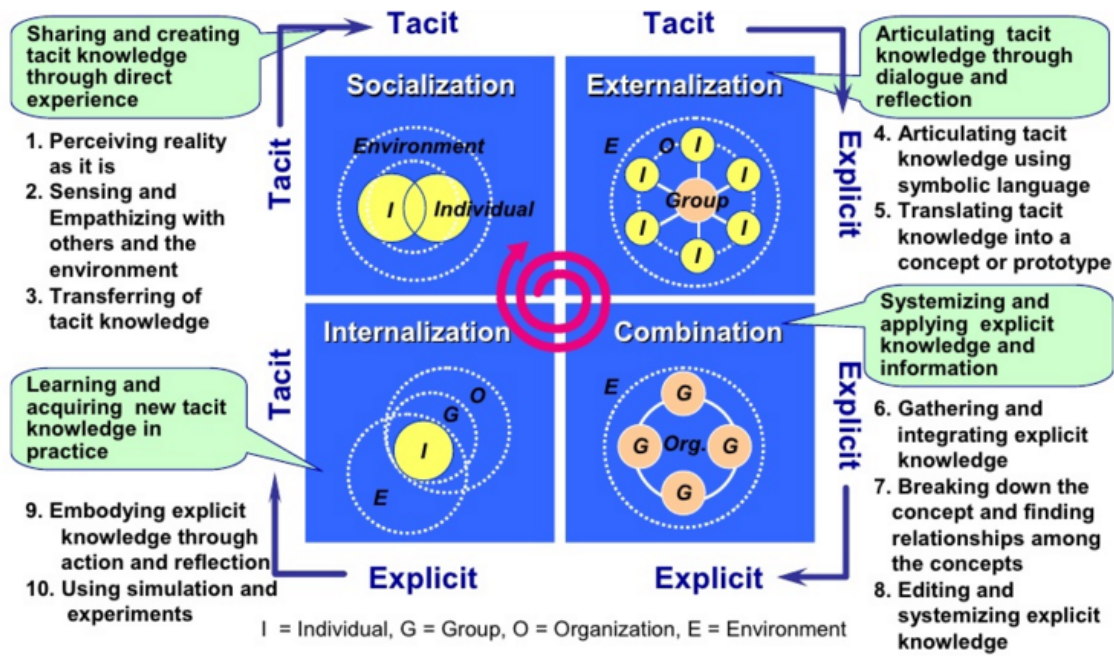 Sharing and creating
tacit knowledge
through direct
experience
Tacit
Tacit
Articulating tacit
knowledge through
dialogue and
reflection
1. Perceiving reality
as it is
2. Sensing and
Empathizing with
others and the
environment
3. Transferring of
tacit knowledge
Tacit
Socialization
Environment
I
Individual
Externalization
E
O
I
I
I
Group
I
I
I
Explicit
4. Articulating tacit
knowledge using
symbolic language
5. Translating tacit
knowledge into a
concept or prototype
Learning and
acquiring new tacit
knowledge in
practice
Tacit
Internalization
O
G
I
E
Combination
E
G
G
Org.
G
G
Explicit
Systemizing and
applying explicit
knowledge and
information
9. Embodying explicit
knowledge through
action and reflection
10. Using simulation and
experiments
Explicit
Explicit
6. Gathering and
integrating explicit
knowledge
7. Breaking down the
concept and finding
relationships among
the concepts
8. Editing and
systemizing explicit
knowledge
I = Individual, G = Group, O = Organization, E = Environment